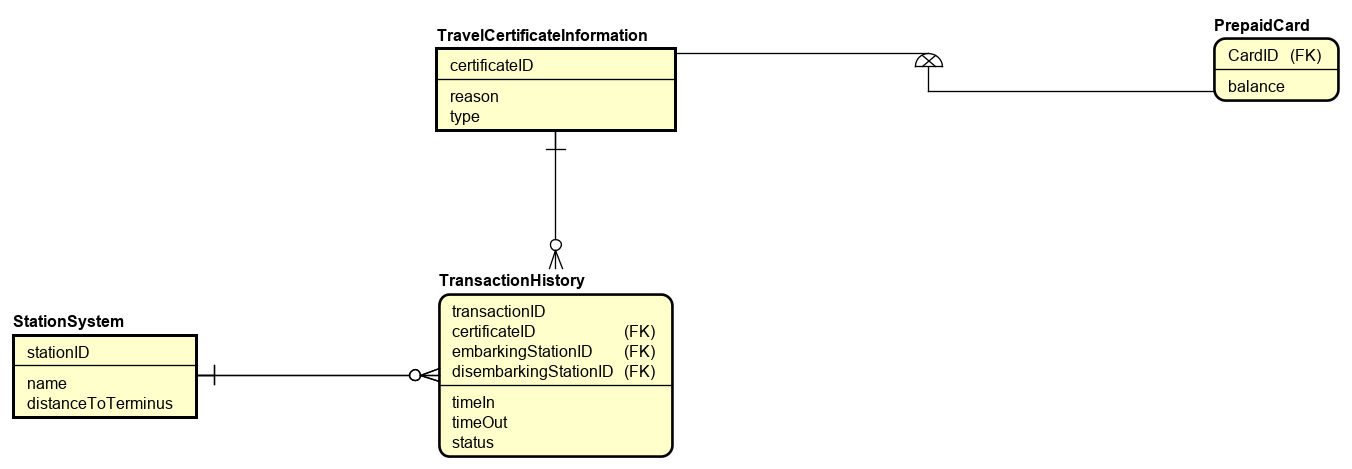 TravelCertificateInformation
certificateID
reason
type
PrepaidCard
CardID (FK)
balance
StationSystem
stationID
name
distanceToTerminus
TransactionHistory
transactionID
certificateID (FK)
embarkingStationID (FK)
disembarkingStationID (FK)
timeIn
timeOut
status